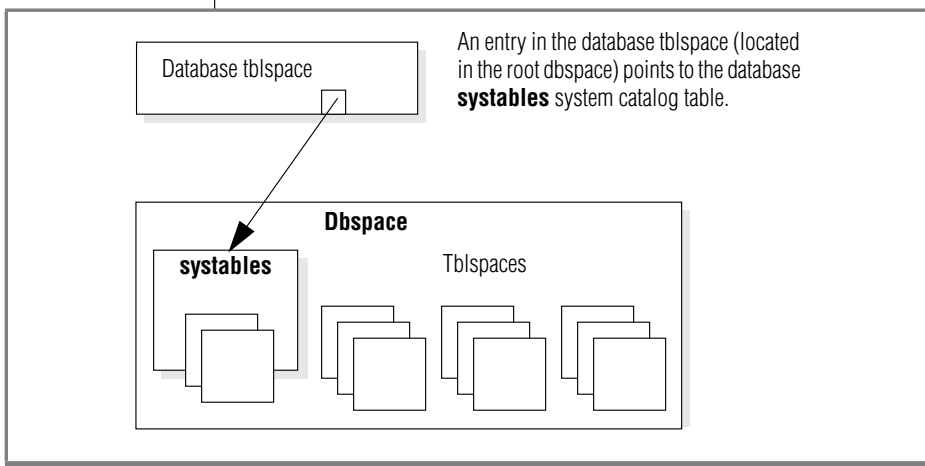 Database tblspace
An entry in the database tblspace (located
in the root dbspace) points to the database
systables system catalog table.
Dbspace
systables
Tblspaces